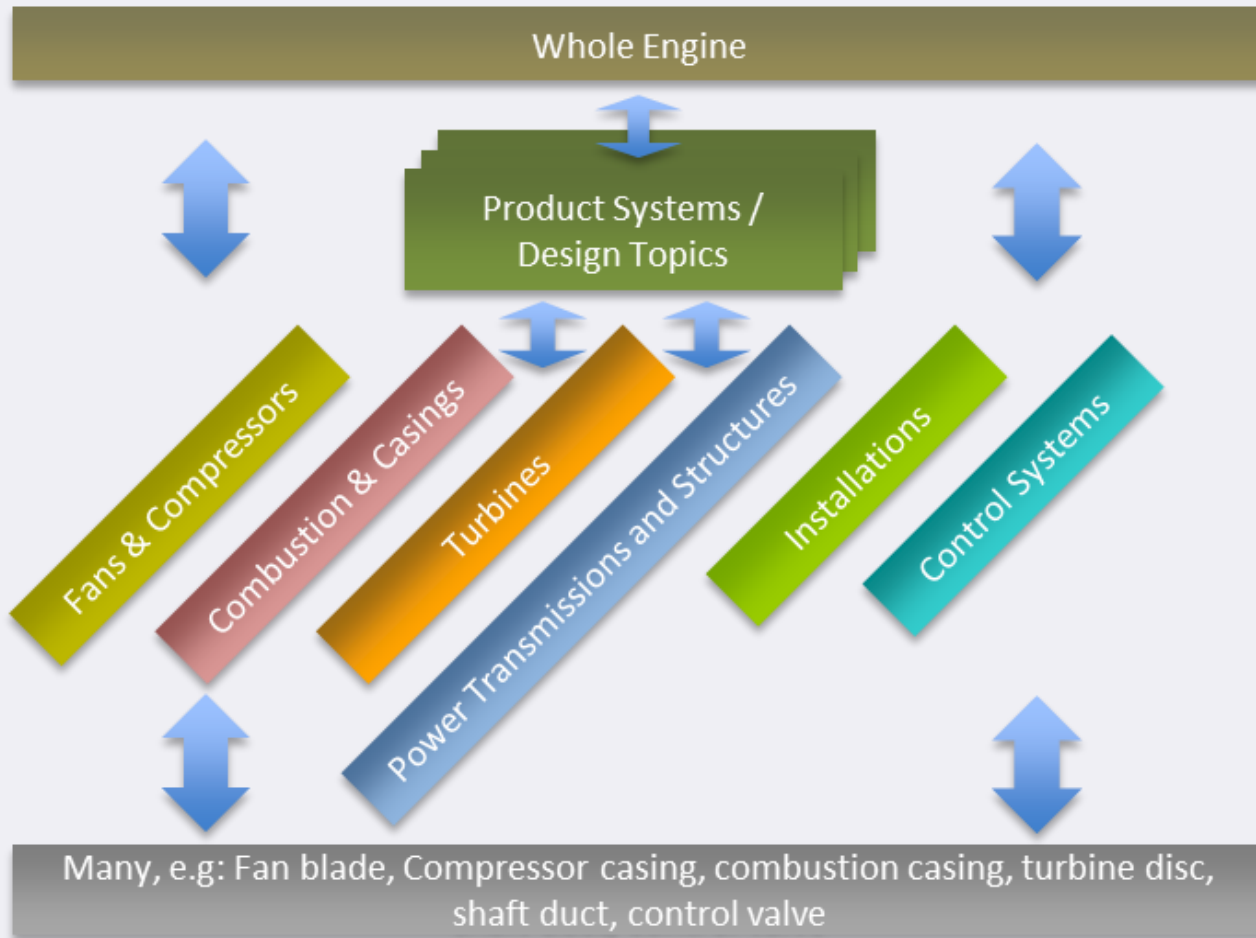 Whole Engine
Product Systems /
Design Topics
Fans & Compressors
Combustion & Casings
Turbines
Power Transmissions and Structures
Installations
Control Systems
Many, e.g: Fan blade, Compressor casing, combustion casing, turbine disc,
shaft duct, control valve